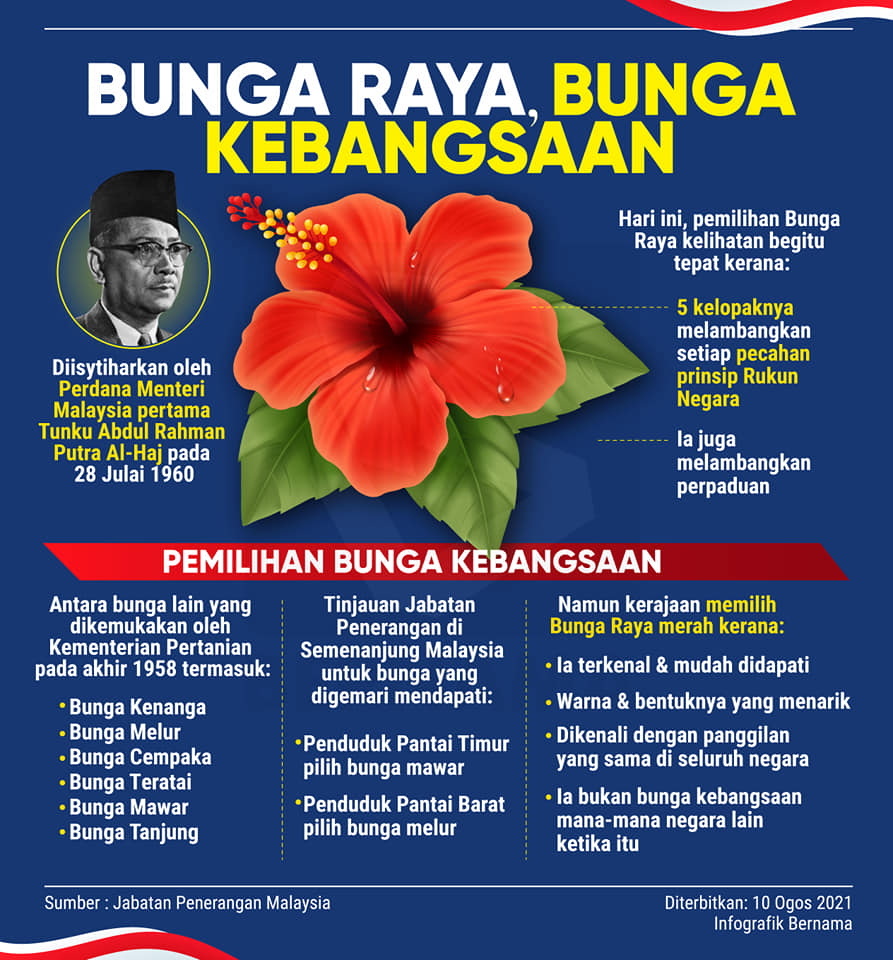 BUNGA RAYA, BUNGA
KEBANGSAAN
Diisytiharkan oleh
Perdana Menteri
Malaysia pertama
Tunku Abdul Rahman
Putra Al-Haj pada
28 Julai 1960
Hari ini, pemilihan Bunga
Raya kelihatan begitu
tepat kerana:
5 kelopaknya
melambangkan
setiap pecahan
prinsip Rukun
Negara
Ia juga
melambangkan
perpaduan
PEMILIHAN BUNGA KEBANGSAAN
Antara bunga lain yang
dikemukakan oleh
Kementerian Pertanian
pada akhir 1958 termasuk:
• Bunga Kenanga
• Bunga Melur
• Bunga Cempaka
• Bunga Teratai
• Bunga Mawar
• Bunga Tanjung
Tinjauan Jabatan
Penerangan di
Semenanjung Malaysia
untuk bunga yang
digemari mendapati:
• Penduduk Pantai Timur
pilih bunga mawar
• Penduduk Pantai Barat
pilih bunga melur
Namun kerajaan memilih
Bunga Raya merah kerana:
• Ia terkenal & mudah didapati
• Warna & bentuknya yang menarik
• Dikenali dengan panggilan
yang sama di seluruh negara
• Ia bukan bunga kebangsaan
mana-mana negara lain
ketika itu
Sumber : Jabatan Penerangan Malaysia
Diterbitkan: 10 Ogos 2021
Infografik Bernama